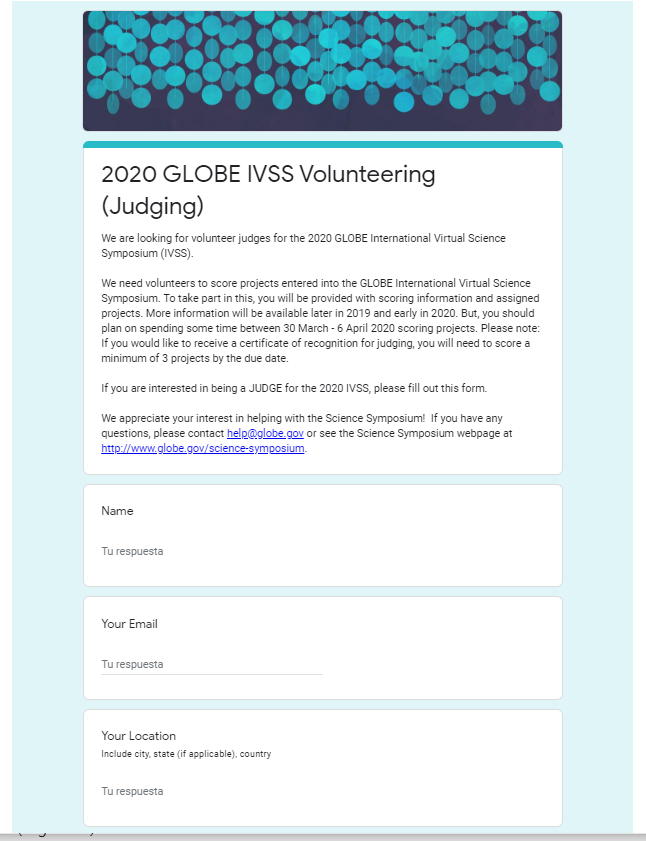 2020 GLOBE IVSS Volunteering
(Judging)
We are looking for volunteer judges for the 2020 GLOBE International Virtual Science
Symposium (IVSS).
We need volunteers to score projects entered into the GLOBE International Virtual Science
Symposium. To take part in this, you will be provided with scoring information and assigned
projects. More information will be available later in 2019 and early in 2020. But, you should
plan on spending some time between 30 March - 6 April 2020 scoring projects. Please note:
If you would like to receive a certificate of recognition for judging, you will need to score a
minimum of 3 projects by the due date.
If you are interested in being a JUDGE for the 2020 IVSS, please fill out this form.
We appreciate your interest in helping with the Science Symposium!  If you have any
questions, please contact help@globe.gov or see the Science Symposium webpage at
http://www.globe.gov/science-symposium.
Name
Tu respuesta
Your Email
Tu respuesta
Your Location
Include city, state (if applicable), country
Tu respuesta